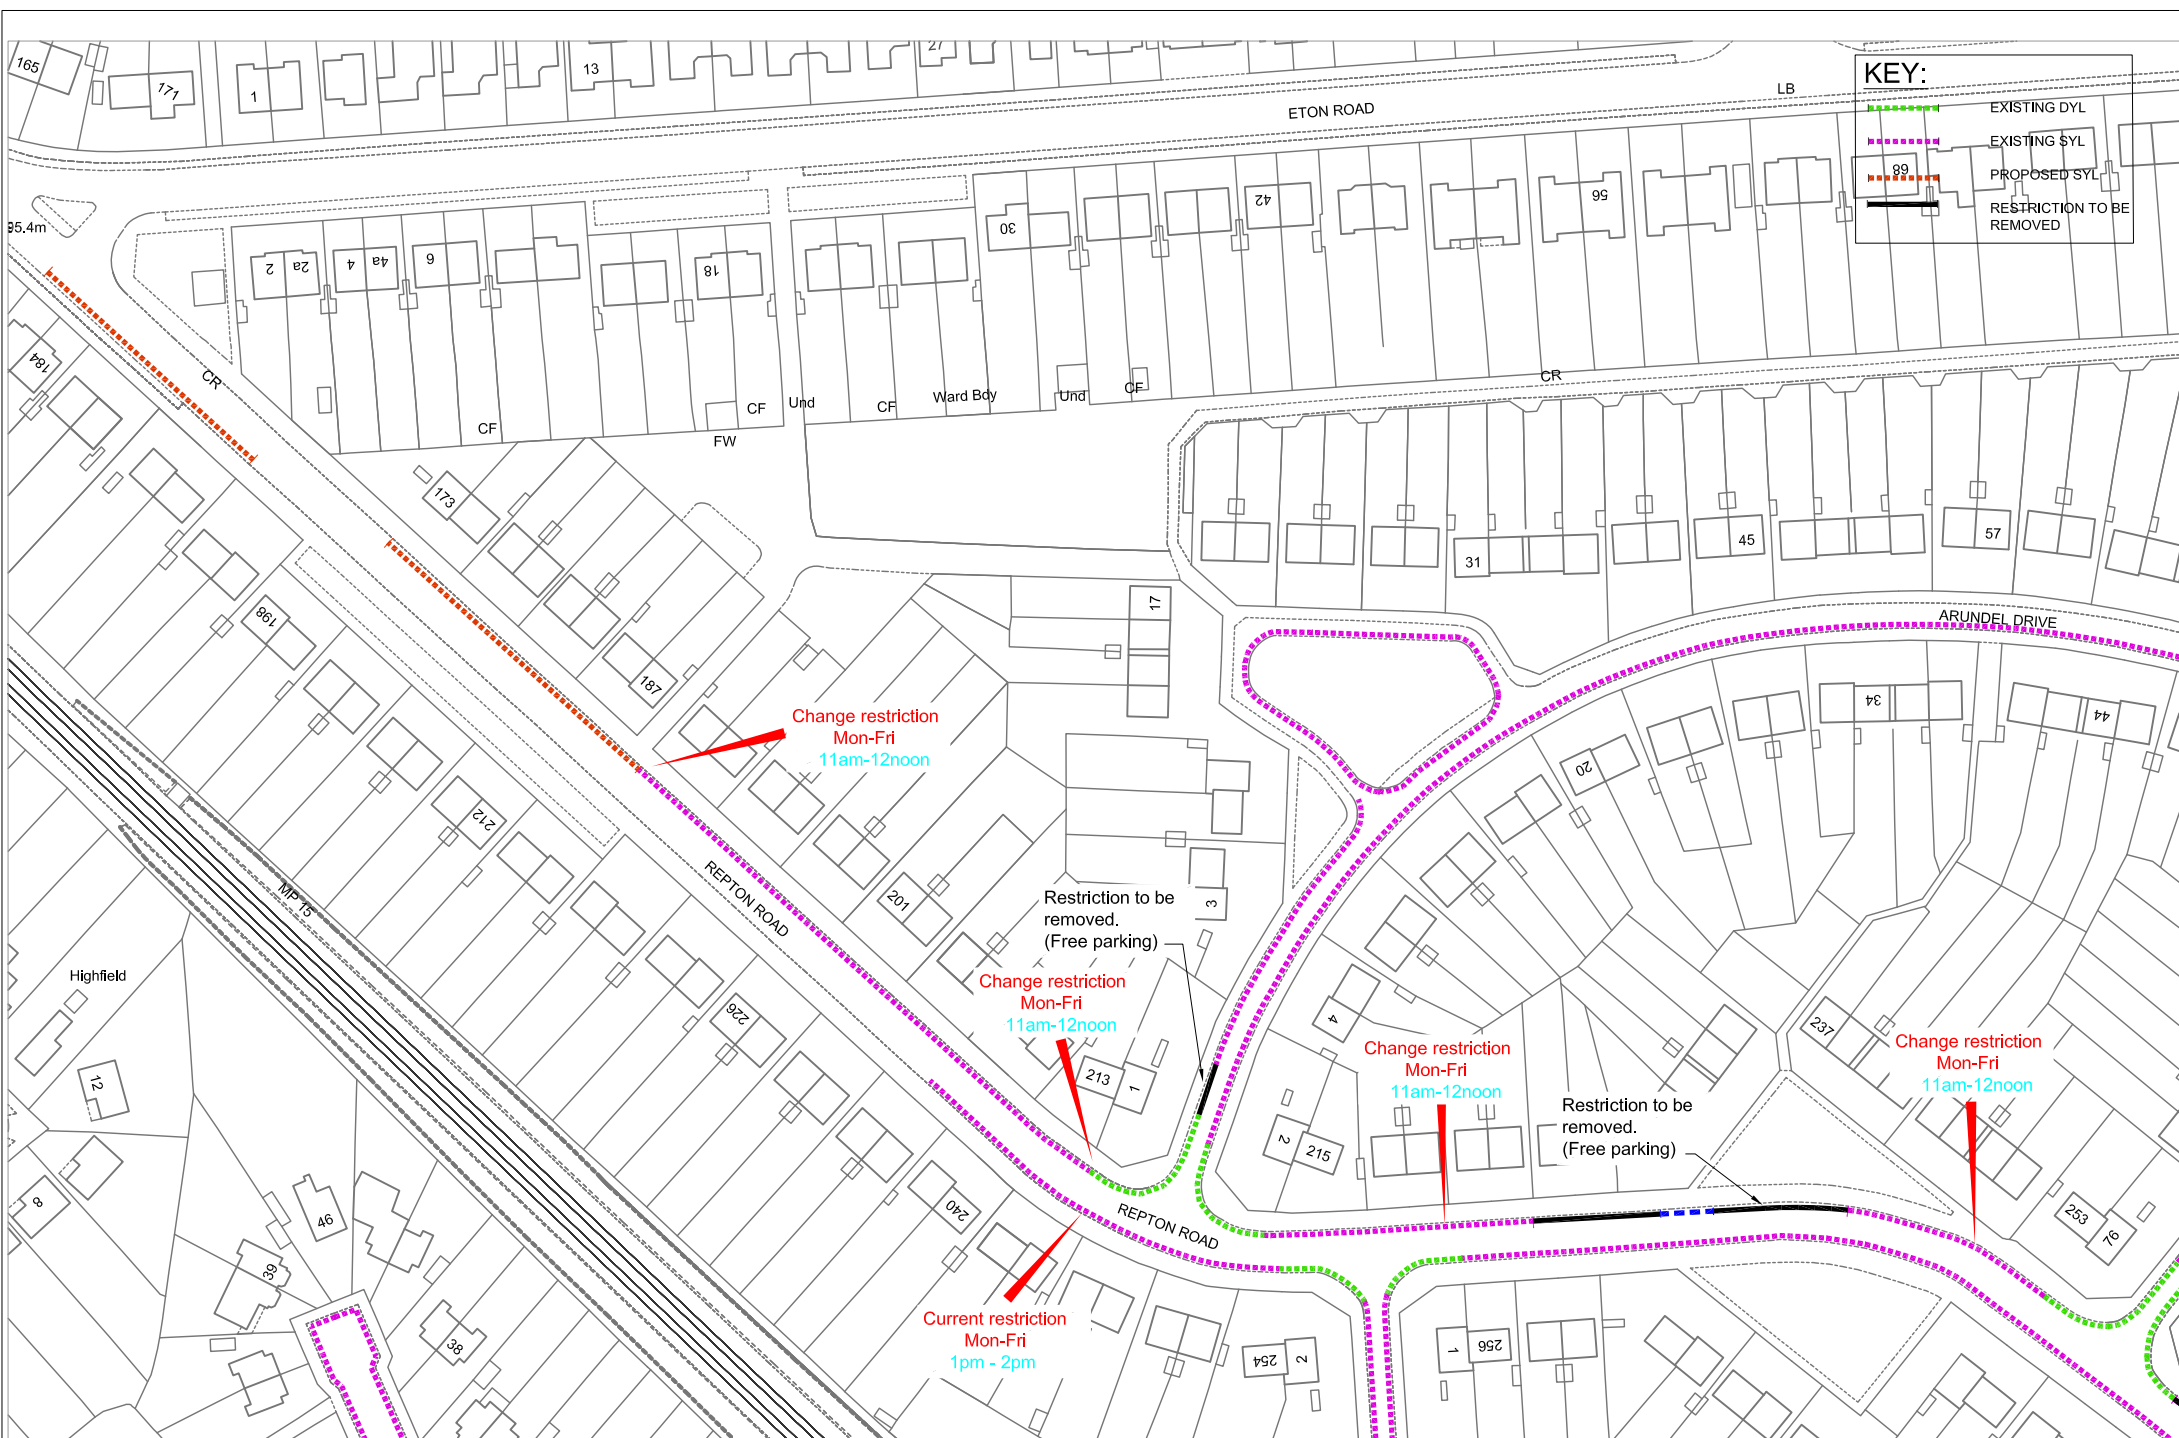 165
171
1
13
27
ETON ROAD
LB
KEY:
EXISTING DYL
EXISTING SYL
PROPOSED SYL
RESTRICTION TO BE
REMOVED
68
95.4m
2
2a
4
4a
6
18
30
42
56
184
CR
CF
FW
CF
Und
CF
Ward Bdy
Und
CF
CR
173
31
45
57
198
187
17
ARUNDEL DRIVE
Change restriction
Mon-Fri
11am-12noon
34
44
20
212
MP 15
REPTON ROAD
201
Restriction to be
removed.
(Free parking)
3
Highfield
Change restriction
Mon-Fri
11am-12noon
226
4
237
Change restriction
Mon-Fri
11am-12noon
Change restriction
Mon-Fri
11am-12noon
12
213
1
2
215
Restriction to be
removed.
(Free parking)
8
46
240
REPTON ROAD
253
76
39
38
Current restriction
Mon-Fri
1pm - 2pm
254
2
1
256